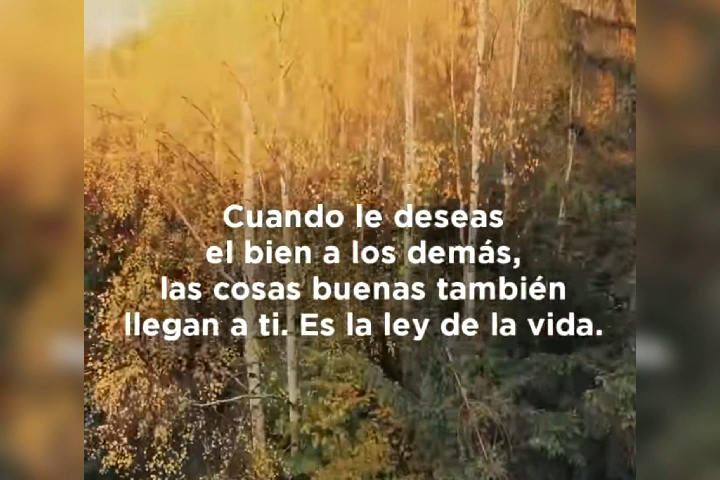 Cuando le deseas
el bien a los demás,
las cosas buenas también
llegan a ti. Es la ley de la vida.